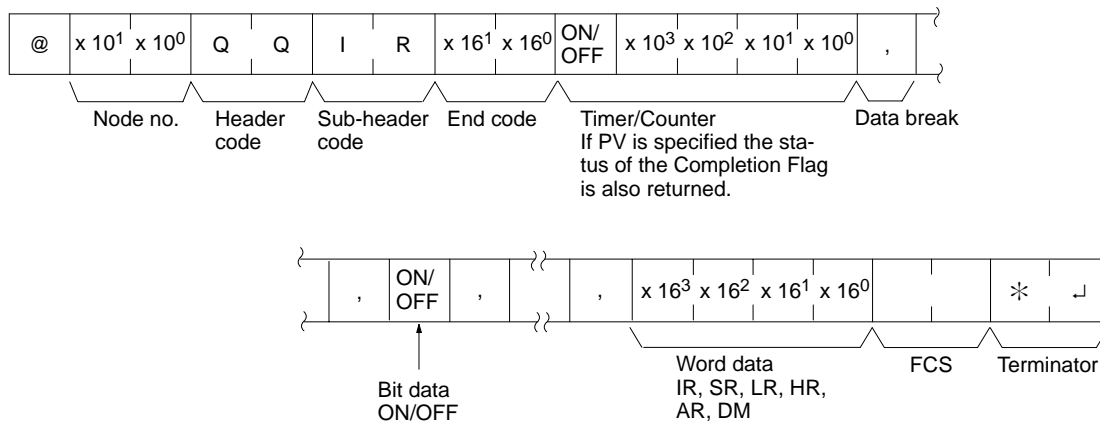 @ x 10¹ x 10⁰ Q Q I R x 16¹ x 16⁰ ON/OFF x 10³ x 10² x 10¹ x 10⁰ ,
Node no. Header code Sub-header code End code Timer/Counter Data break
If PV is specified the sta-
tus of the Completion Flag
is also returned.
, ON/OFF , , x 16³ x 16² x 16¹ x 16⁰ * ↵
Bit data
ON/OFF
Word data
IR, SR, LR, HR,
AR, DM
FCS
Terminator